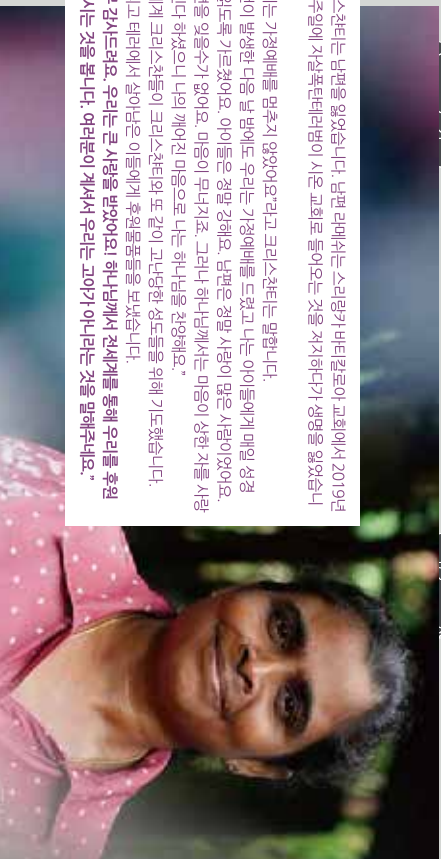 스챤티는 남편을 잃었습니다. 남편 라메쉬는 스리랑카 바티칼로아 교회에서 2019년
주일에 자살폭탄테러범이 시온 교회로 들어오는 것을 저지하다가 생명을 잃었습니
는 가정예배를 멈추지 않았어요”라고 크리스챤티는 말합니다.
이 발생한 다음 날 밤에도 우리는 가정예배를 드렸고 나는 아이들에게 매일 성경
읽도록 가르쳤어요. 아이들은 정말 강해요. 남편은 정말 사랑이 많은 사람이었어요.
을 잊을수가 없어요. 마음이 무너지죠. 그러나 하나님께서는 마음이 상한 자를 사랑
다 하셨으니 나의 깨어진 마음으로 나는 하나님을 찬양해요.”
계 크리스챤들이 크리스챤티와 또 같이 고난당한 성도들을 위해 기도했습니다.
고 테러에서 살아남은 이들에게 후원물품들을 보냈습니다.
감사드려요. 우리는 큰 사랑을 받았어요! 하나님께서 전세계를 통해 우리를 후원
시는 것을 봅니다. 여러분이 계셔서 우리는 고아가 아니라는 것을 말해주네요.”